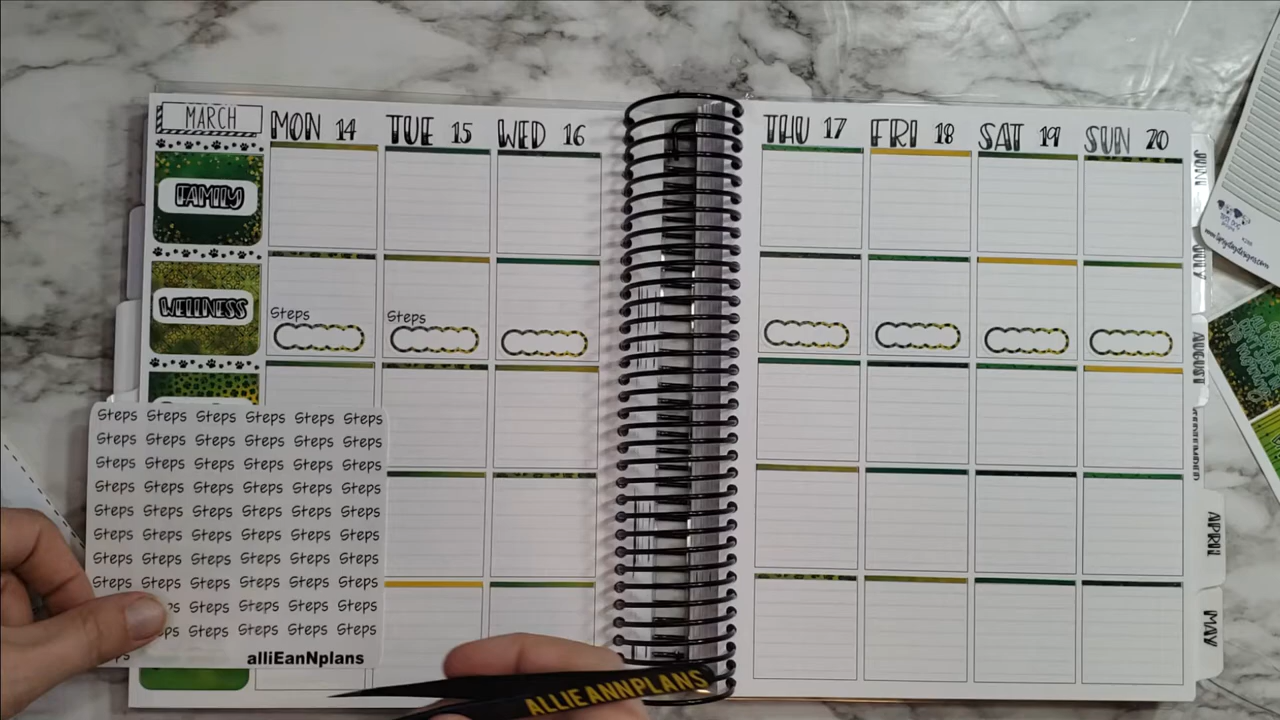 MARCH
MON 14
TUE 15
WED 16
THU 17
FRI 18
SAT 19
SUN 20
FAMILY
WELLNESS
Steps
Steps
Steps Steps Steps Steps Steps Steps
Steps Steps Steps Steps Steps Steps
Steps Steps Steps Steps Steps Steps
Steps Steps Steps Steps Steps Steps
Steps Steps Steps Steps Steps Steps
Steps Steps Steps Steps Steps Steps
Steps Steps Steps Steps Steps Steps
Steps Steps Steps Steps Steps Steps
Steps Steps Steps Steps
Steps Steps Steps Steps
alliEanNplans
ALLIEANNPLANS
JUNE
JULY
AUGUST
APRIL
MAY